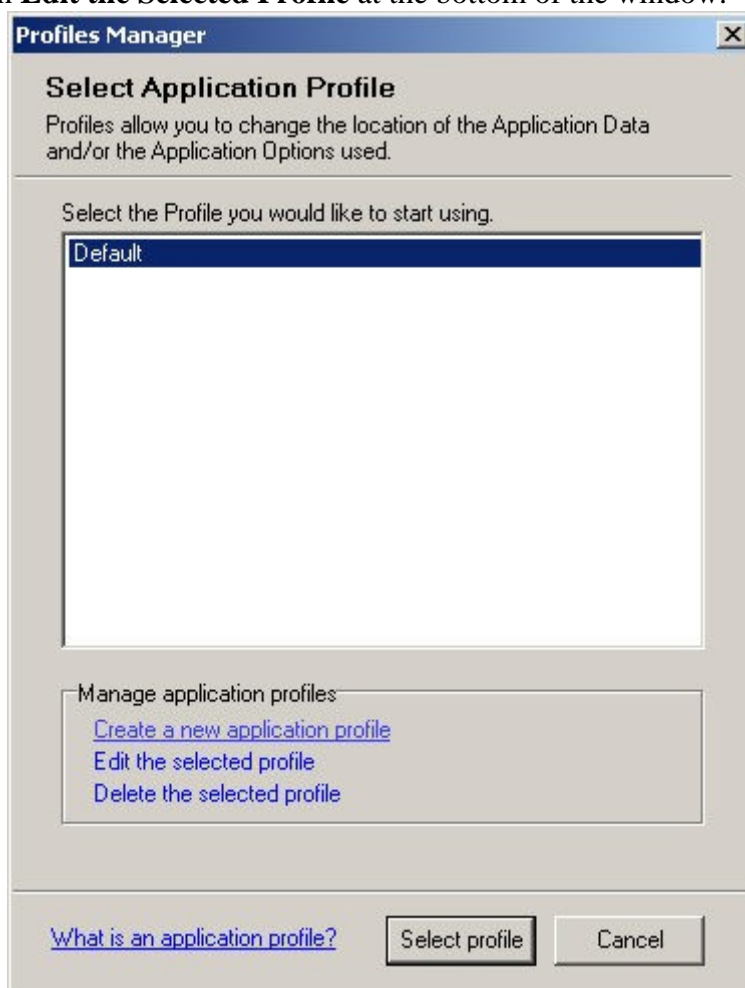 Edit the Selected Profile at the bottom of the window.
Profiles Manager
Select Application Profile
Profiles allow you to change the location of the Application Data
and/or the Application Options used.
Select the Profile you would like to start using.
Default
Manage application profiles
Create a new application profile
Edit the selected profile
Delete the selected profile
What is an application profile?
Select profile
Cancel